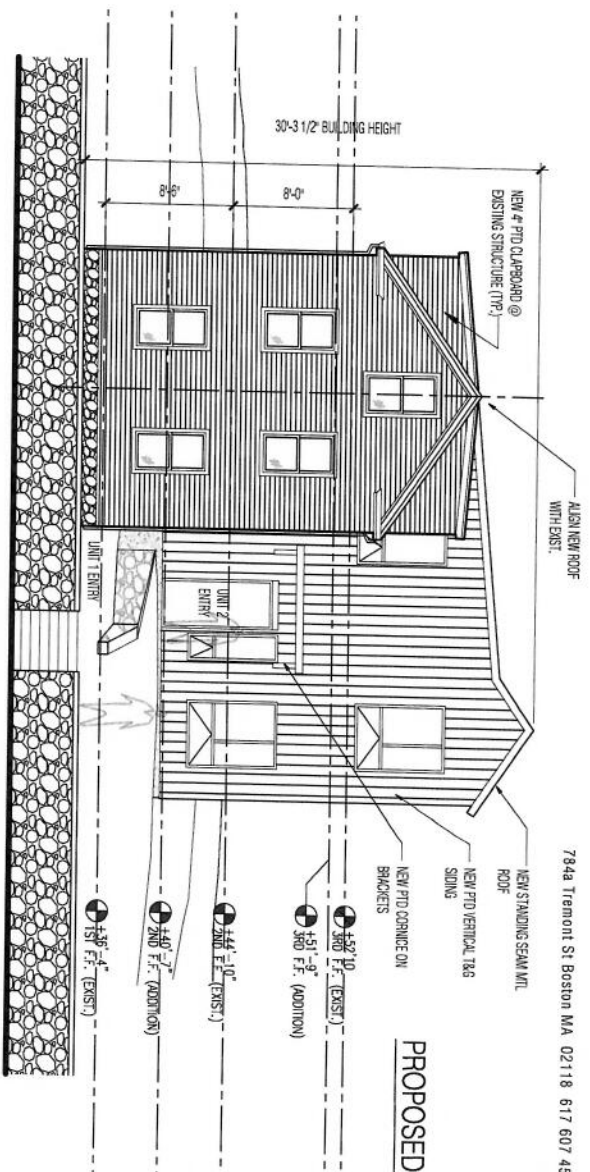 784a Tremont St Boston MA 02118 617 607 45
PROPOSED
ALIGN NEW ROOF
WITH EXIST.
NEW 4" PTD CLAPBOARD @
EXISTING STRUCTURE (TYP.)
30'-3 1/2" BUILDING HEIGHT
8'-0"
8'-6"
NEW STANDING SEAM MTL
ROOF
NEW PTD VERTICAL T&G
SIDING
NEW PTD CORNICE ON
BRACKETS
UNIT 2
ENTRY
UNIT 1 ENTRY
+52'10
3RD F.F. (EXIST.)
+51'-9"
3RD F.F. (ADDITION)
+44'-10"
2ND F.F. (EXIST.)
+40'-7"
2ND F.F. (ADDITION)
+36'-4"
1ST F.F. (EXIST.)